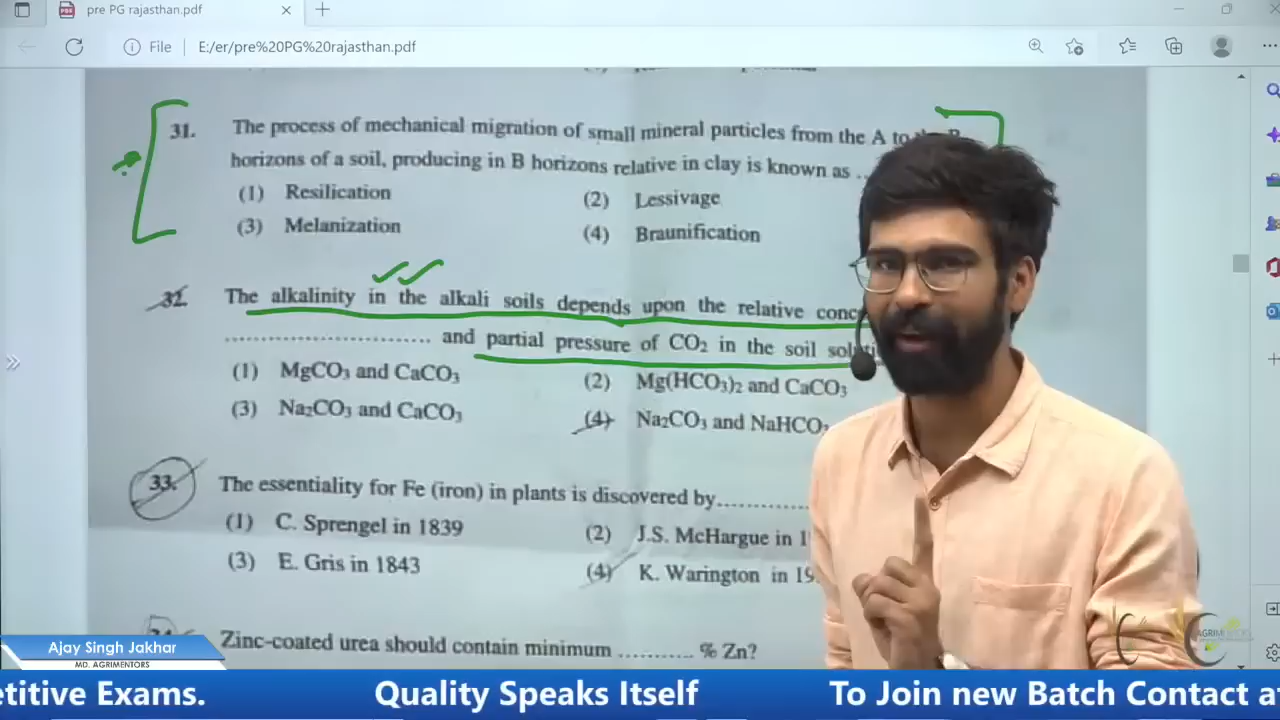 pre PG rajasthan.pdf
File E:/er/pre%20PG%20rajasthan.pdf
31. The process of mechanical migration of small mineral particles from the A to
horizons of a soil, producing in B horizons relative in clay is known as ..
(1) Resilication (2) Lessivage
(3) Melanization (4) Braunification
32. The alkalinity in the alkali soils depends upon the relative conc
.................................... and partial pressure of CO2 in the soil
(1) MgCO3 and CaCO3 (2) Mg(HCO3)2 and CaCO3
(3) Na2CO3 and CaCO3 (4) Na2CO3 and NaHCO3
33. The essentiality for Fe (iron) in plants is discovered by................
(1) C. Sprengel in 1839 (2) J.S. McHargue in 1
(3) E. Gris in 1843 (4) K. Warington in 19
Zinc-coated urea should contain minimum ........... % Zn?
Ajay Singh Jakhar
MD. AGRIMENTORS
AGRIMENTORS
etitive Exams. Quality Speaks Itself To Join new Batch Contact at